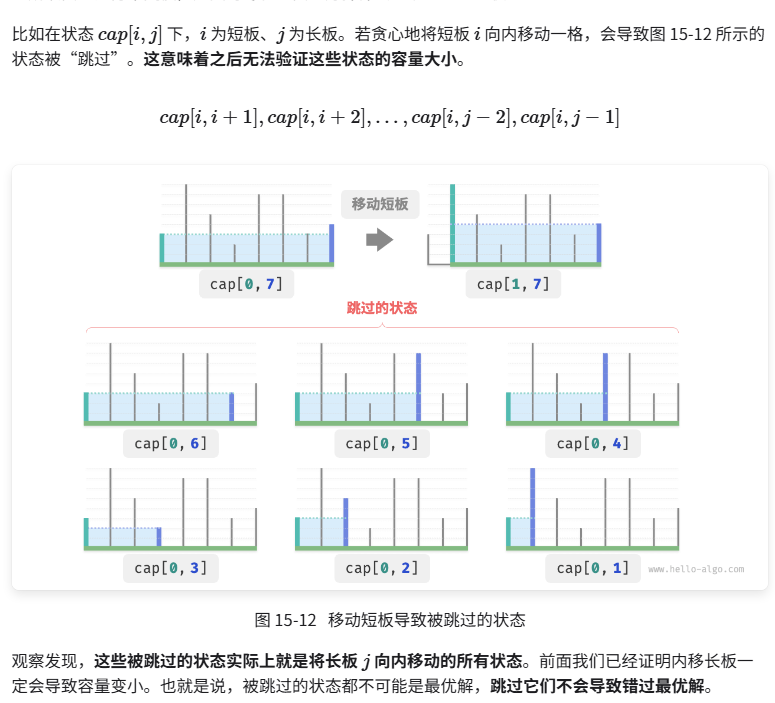 比如在状态 cap[i, j] 下，i 为短板、j 为长板。若贪心地将短板 i 向内移动一格，会导致图 15-12 所示的
状态被“跳过”。这意味着之后无法验证这些状态的容量大小。
cap[i, i + 1], cap[i, i + 2], . . . , cap[i, j − 2], cap[i, j − 1]
移动短板
cap[0, 7]
cap[1, 7]
跳过的状态
cap[0, 6]
cap[0, 5]
cap[0, 4]
cap[0, 3]
cap[0, 2]
cap[0, 1]
www.hello-algo.com
图 15-12 移动短板导致被跳过的状态
观察发现，这些被跳过的状态实际上就是将长板 j 向内移动的所有状态。前面我们已经证明内移长板一
定会导致容量变小。也就是说，被跳过的状态都不可能是最优解，跳过它们不会导致错过最优解。